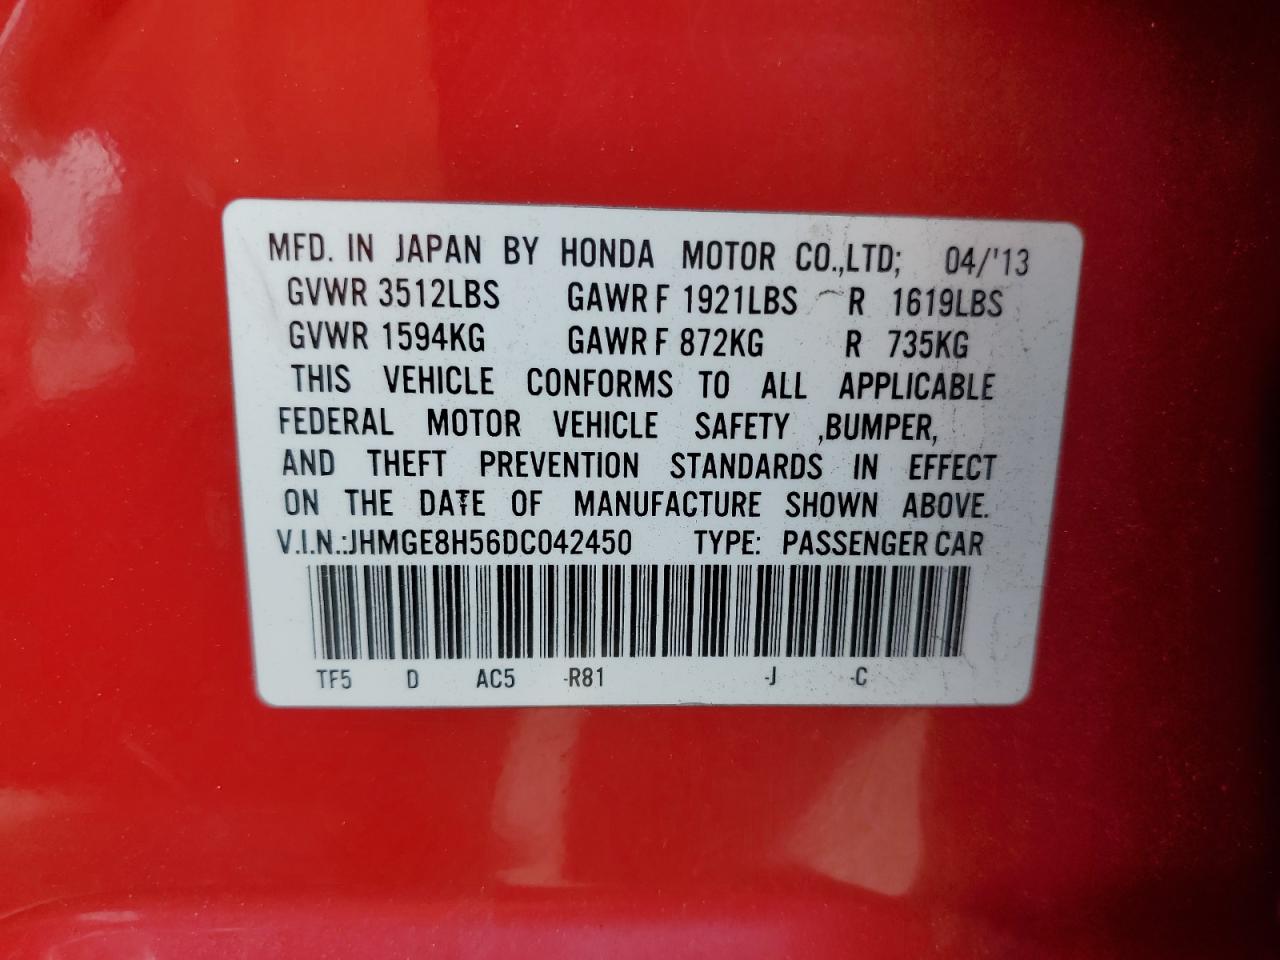 MFD. IN JAPAN BY HONDA MOTOR CO.,LTD; 04/'13
GVWR 3512LBS GAWR F 1921LBS R 1619LBS
GVWR 1594KG GAWR F 872KG R 735KG
THIS VEHICLE CONFORMS TO ALL APPLICABLE
FEDERAL MOTOR VEHICLE SAFETY ,BUMPER,
AND THEFT PREVENTION STANDARDS IN EFFECT
ON THE DATE OF MANUFACTURE SHOWN ABOVE.
V.I.N.:JHMGE8H56DC042450 TYPE: PASSENGER CAR
TF5 D AC5 -R81 -J -C